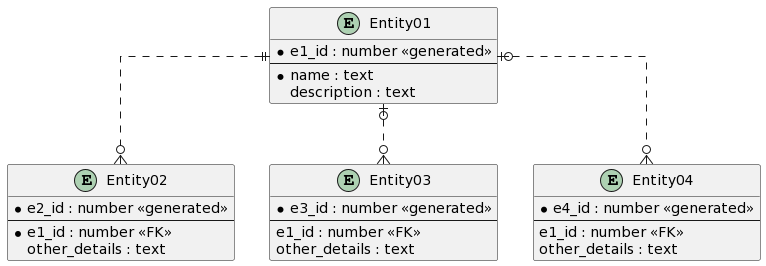 E Entity01
* e1_id : number «generated»
* name : text
description : text
E Entity02
* e2_id : number «generated»
* e1_id : number «FK»
other_details : text
E Entity03
* e3_id : number «generated»
e1_id : number «FK»
other_details : text
E Entity04
* e4_id : number «generated»
e1_id : number «FK»
other_details : text